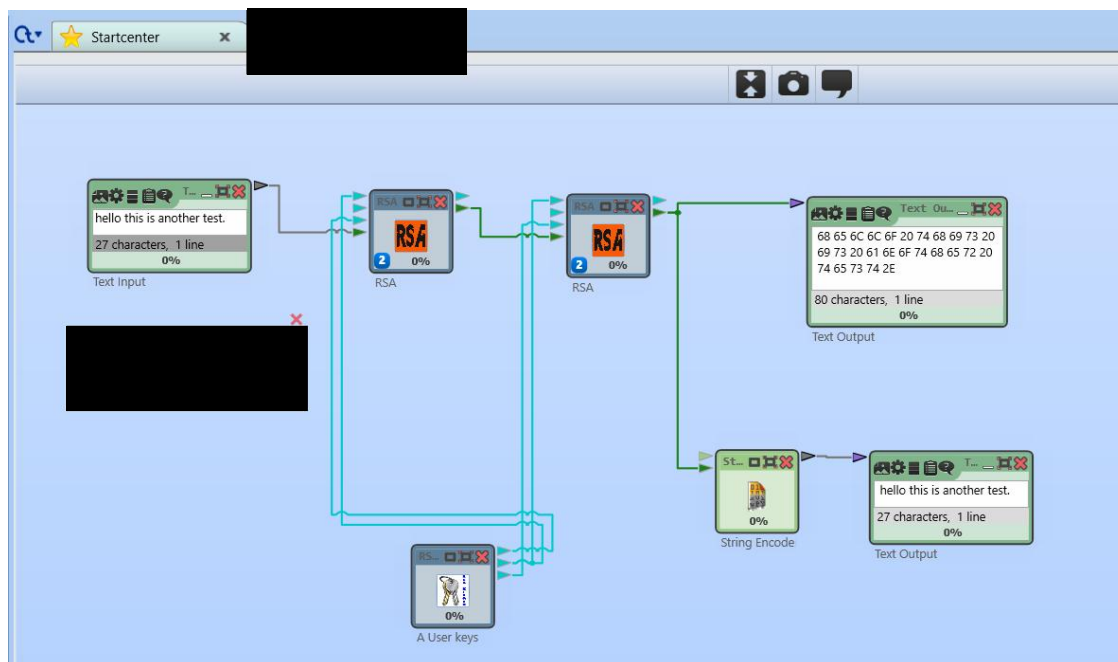 Startcenter
T...
hello this is another test.
27 characters, 1 line
0%
Text Input
RSA
RSA
2 0%
RSA
RSA
RSA
2 0%
RSA
Text Ou...
68 65 6C 6C 6F 20 74 68 69 73 20
69 73 20 61 6E 6F 74 68 65 72 20
74 65 73 74 2E
80 characters, 1 line
0%
Text Output
St...
0%
String Encode
T...
hello this is another test.
27 characters, 1 line
0%
Text Output
RS...
0%
A User keys